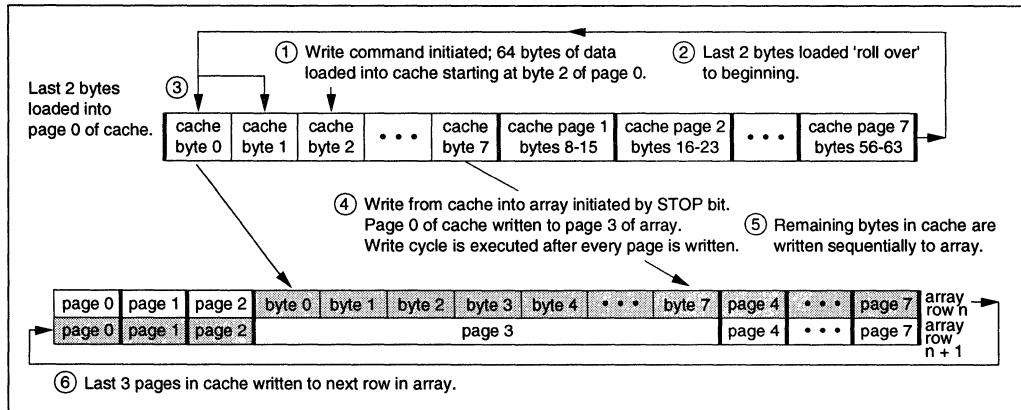 ① Write command initiated; 64 bytes of data
loaded into cache starting at byte 2 of page 0.
② Last 2 bytes loaded 'roll over'
to beginning.
Last 2 bytes
loaded into
page 0 of cache.
③
cache byte 0
cache byte 1
cache byte 2
• • •
cache byte 7
cache page 1 bytes 8-15
cache page 2 bytes 16-23
• • •
cache page 7 bytes 56-63
④ Write from cache into array initiated by STOP bit.
Page 0 of cache written to page 3 of array.
Write cycle is executed after every page is written.
⑤ Remaining bytes in cache are
written sequentially to array.
page 0 page 1 page 2 byte 0 byte 1 byte 2 byte 3 byte 4 • • • byte 7 page 4 • • • page 7 array row n
page 0 page 1 page 2 page 3 page 4 • • • page 7 array row n + 1
⑥ Last 3 pages in cache written to next row in array.